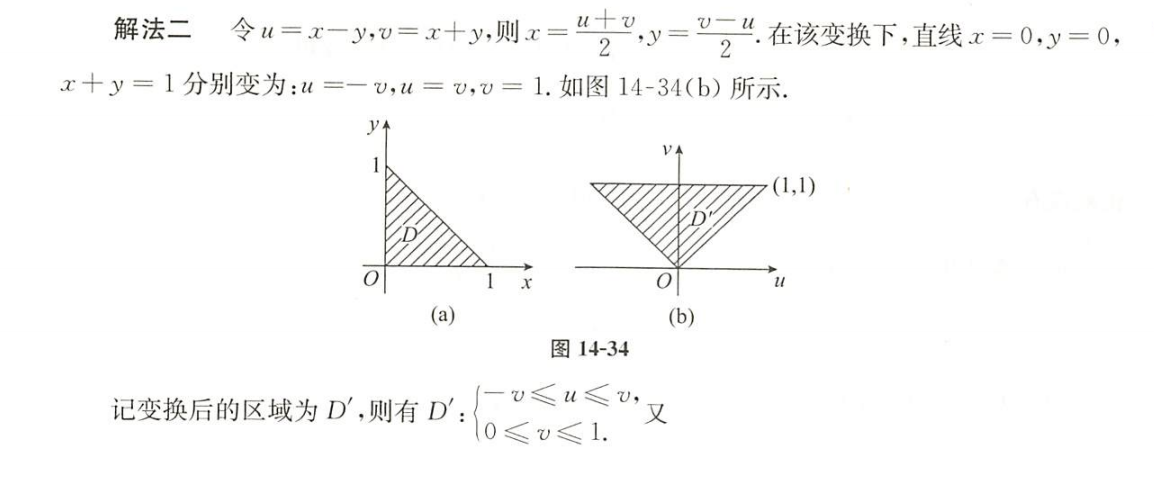 解法二 令 u = x − y, v = x + y, 则 x = \frac{u+v}{2}, y = \frac{v−u}{2}. 在该变换下, 直线 x = 0, y = 0,
x + y = 1 分别变为: u = − v, u = v, v = 1. 如图 14-34(b) 所示.
y
1
D
O
1
x
(a)
v
(1,1)
D′
O
u
(b)
图 14-34
记变换后的区域为 D′, 则有 D′: { − v ⩽ u ⩽ v, 又
0 ⩽ v ⩽ 1.